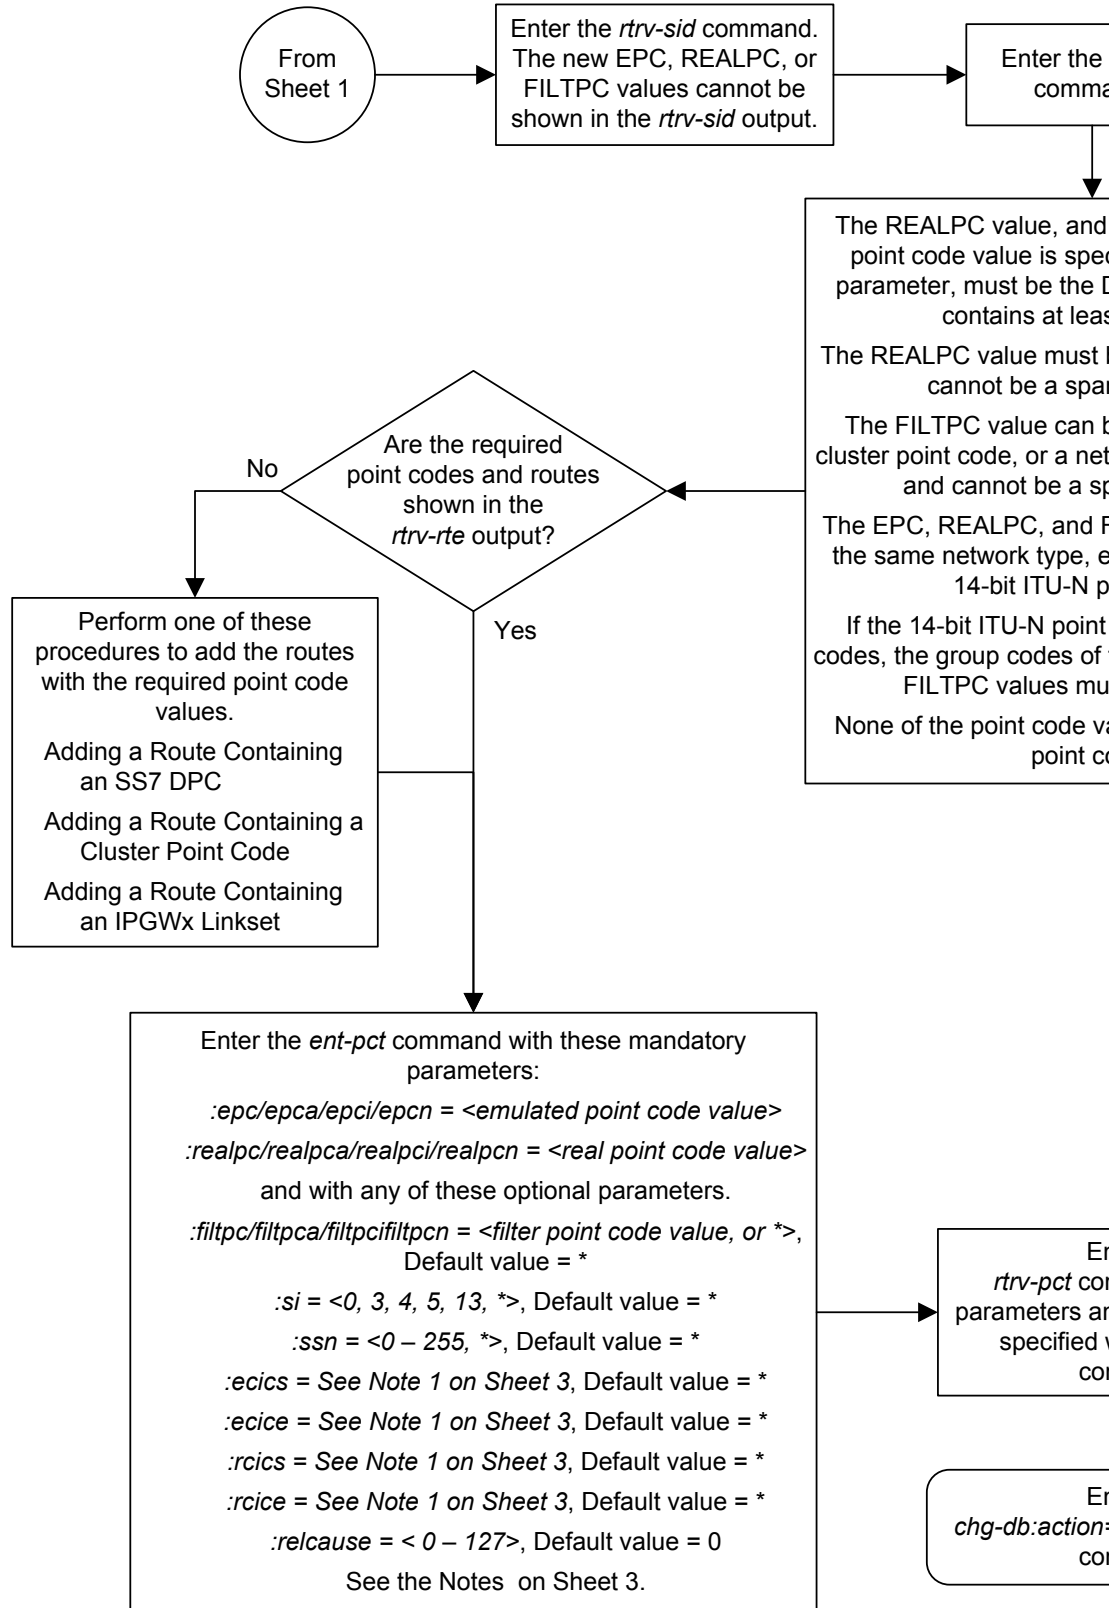 From
Sheet 1
Enter the rtrv-sid command.
The new EPC, REALPC, or
FILTPC values cannot be
shown in the rtrv-sid output.
Enter the
comma
The REALPC value, and
point code value is spec
parameter, must be the
contains at leas
The REALPC value must
cannot be a spa
The FILTPC value can b
cluster point code, or a net
and cannot be a sp
The EPC, REALPC, and
the same network type, e
14-bit ITU-N p
If the 14-bit ITU-N point
codes, the group codes of
FILTPC values mu
None of the point code va
point co
Are the required
point codes and routes
shown in the
rtrv-rte output?
No
Yes
Perform one of these
procedures to add the routes
with the required point code
values.
Adding a Route Containing
an SS7 DPC
Adding a Route Containing a
Cluster Point Code
Adding a Route Containing
an IPGWx Linkset
Enter the ent-pct command with these mandatory
parameters:
:epc/epca/epci/epcn = <emulated point code value>
:realpc/realpca/realpci/realpcn = <real point code value>
and with any of these optional parameters.
:filtpc/filtpca/filtpcifiltpcn = <filter point code value, or *>,
Default value = *
:si = <0, 3, 4, 5, 13, *>, Default value = *
:ssn = <0 – 255, *>, Default value = *
:ecics = See Note 1 on Sheet 3, Default value = *
:ecice = See Note 1 on Sheet 3, Default value = *
:rcics = See Note 1 on Sheet 3, Default value = *
:rcice = See Note 1 on Sheet 3, Default value = *
:relcause = < 0 – 127>, Default value = 0
See the Notes on Sheet 3.
En
rtrv-pct con
parameters an
specified
con
En
chg-db:action=
con